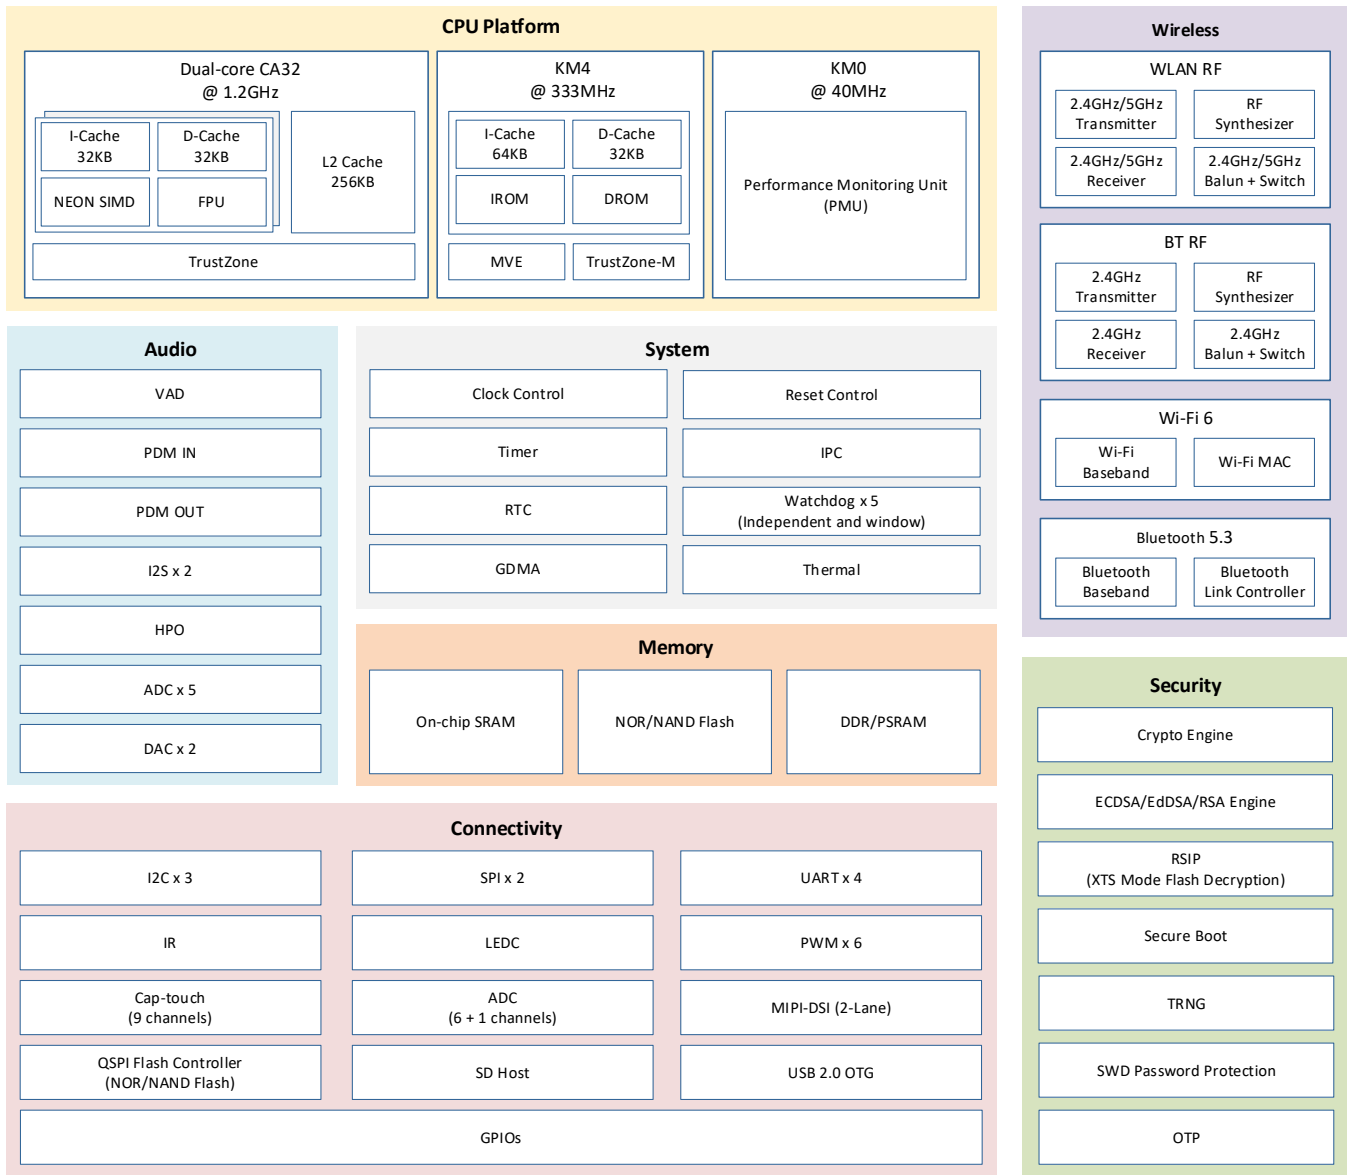 CPU Platform
Dual-core CA32
@ 1.2GHz
I-Cache
32KB
D-Cache
32KB
NEON SIMD
FPU
L2 Cache
256KB
TrustZone
KM4
@ 333MHz
I-Cache
64KB
D-Cache
32KB
IROM
DROM
MVE
TrustZone-M
KM0
@ 40MHz
Performance Monitoring Unit
(PMU)
Wireless
WLAN RF
2.4GHz/5GHz
Transmitter
RF
Synthesizer
2.4GHz/5GHz
Receiver
2.4GHz/5GHz
Balun + Switch
BT RF
2.4GHz
Transmitter
RF
Synthesizer
2.4GHz
Receiver
2.4GHz
Balun + Switch
Wi-Fi 6
Wi-Fi
Baseband
Wi-Fi MAC
Bluetooth 5.3
Bluetooth
Baseband
Bluetooth
Link Controller
Audio
VAD
PDM IN
PDM OUT
I2S x 2
HPO
ADC x 5
DAC x 2
System
Clock Control
Reset Control
Timer
IPC
RTC
Watchdog x 5
(Independent and window)
GDMA
Thermal
Memory
On-chip SRAM
NOR/NAND Flash
DDR/PSRAM
Security
Crypto Engine
ECDSA/EdDSA/RSA Engine
RSIP
(XTS Mode Flash Decryption)
Secure Boot
TRNG
SWD Password Protection
OTP
Connectivity
I2C x 3
SPI x 2
UART x 4
IR
LEDC
PWM x 6
Cap-touch
(9 channels)
ADC
(6 + 1 channels)
MIPI-DSI (2-Lane)
QSPI Flash Controller
(NOR/NAND Flash)
SD Host
USB 2.0 OTG
GPIOs